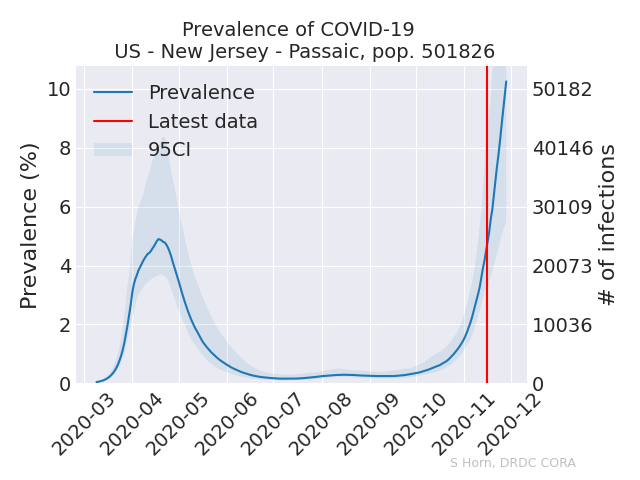 Prevalence of COVID-19
US - New Jersey - Passaic, pop. 501826
Prevalence
Latest data
95CI
Prevalence (%)
10
8
6
4
2
0
50182
40146
30109
20073
10036
0
# of infections
2020-03
2020-04
2020-05
2020-06
2020-07
2020-08
2020-09
2020-10
2020-11
2020-12
S Horn, DRDC CORA